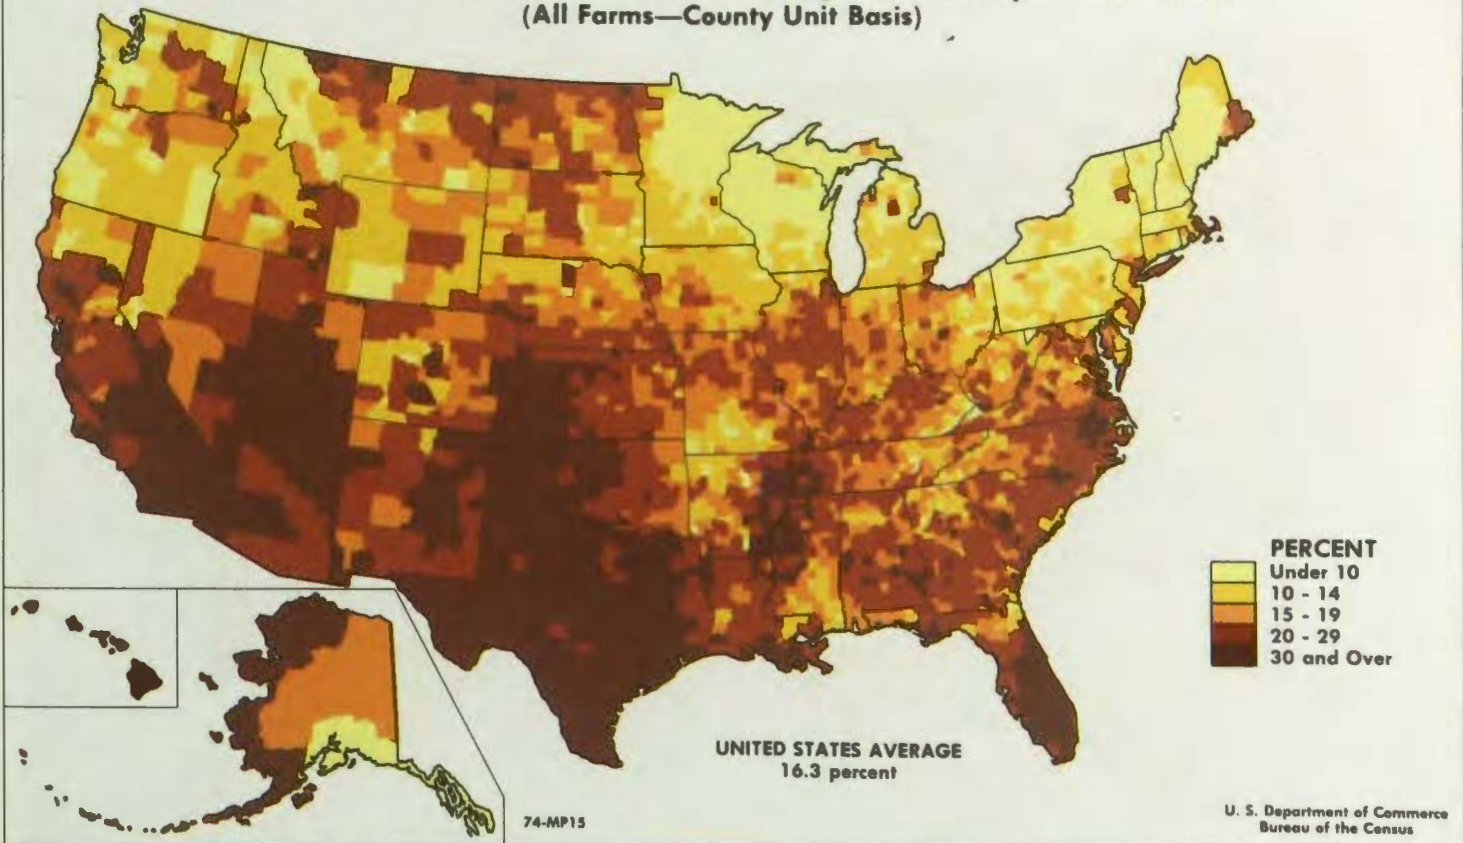 (All Farms—County Unit Basis)
PERCENT
Under 10
10 - 14
15 - 19
20 - 29
30 and Over
UNITED STATES AVERAGE
16.3 percent
74-MP15
U. S. Department of Commerce
Bureau of the Census